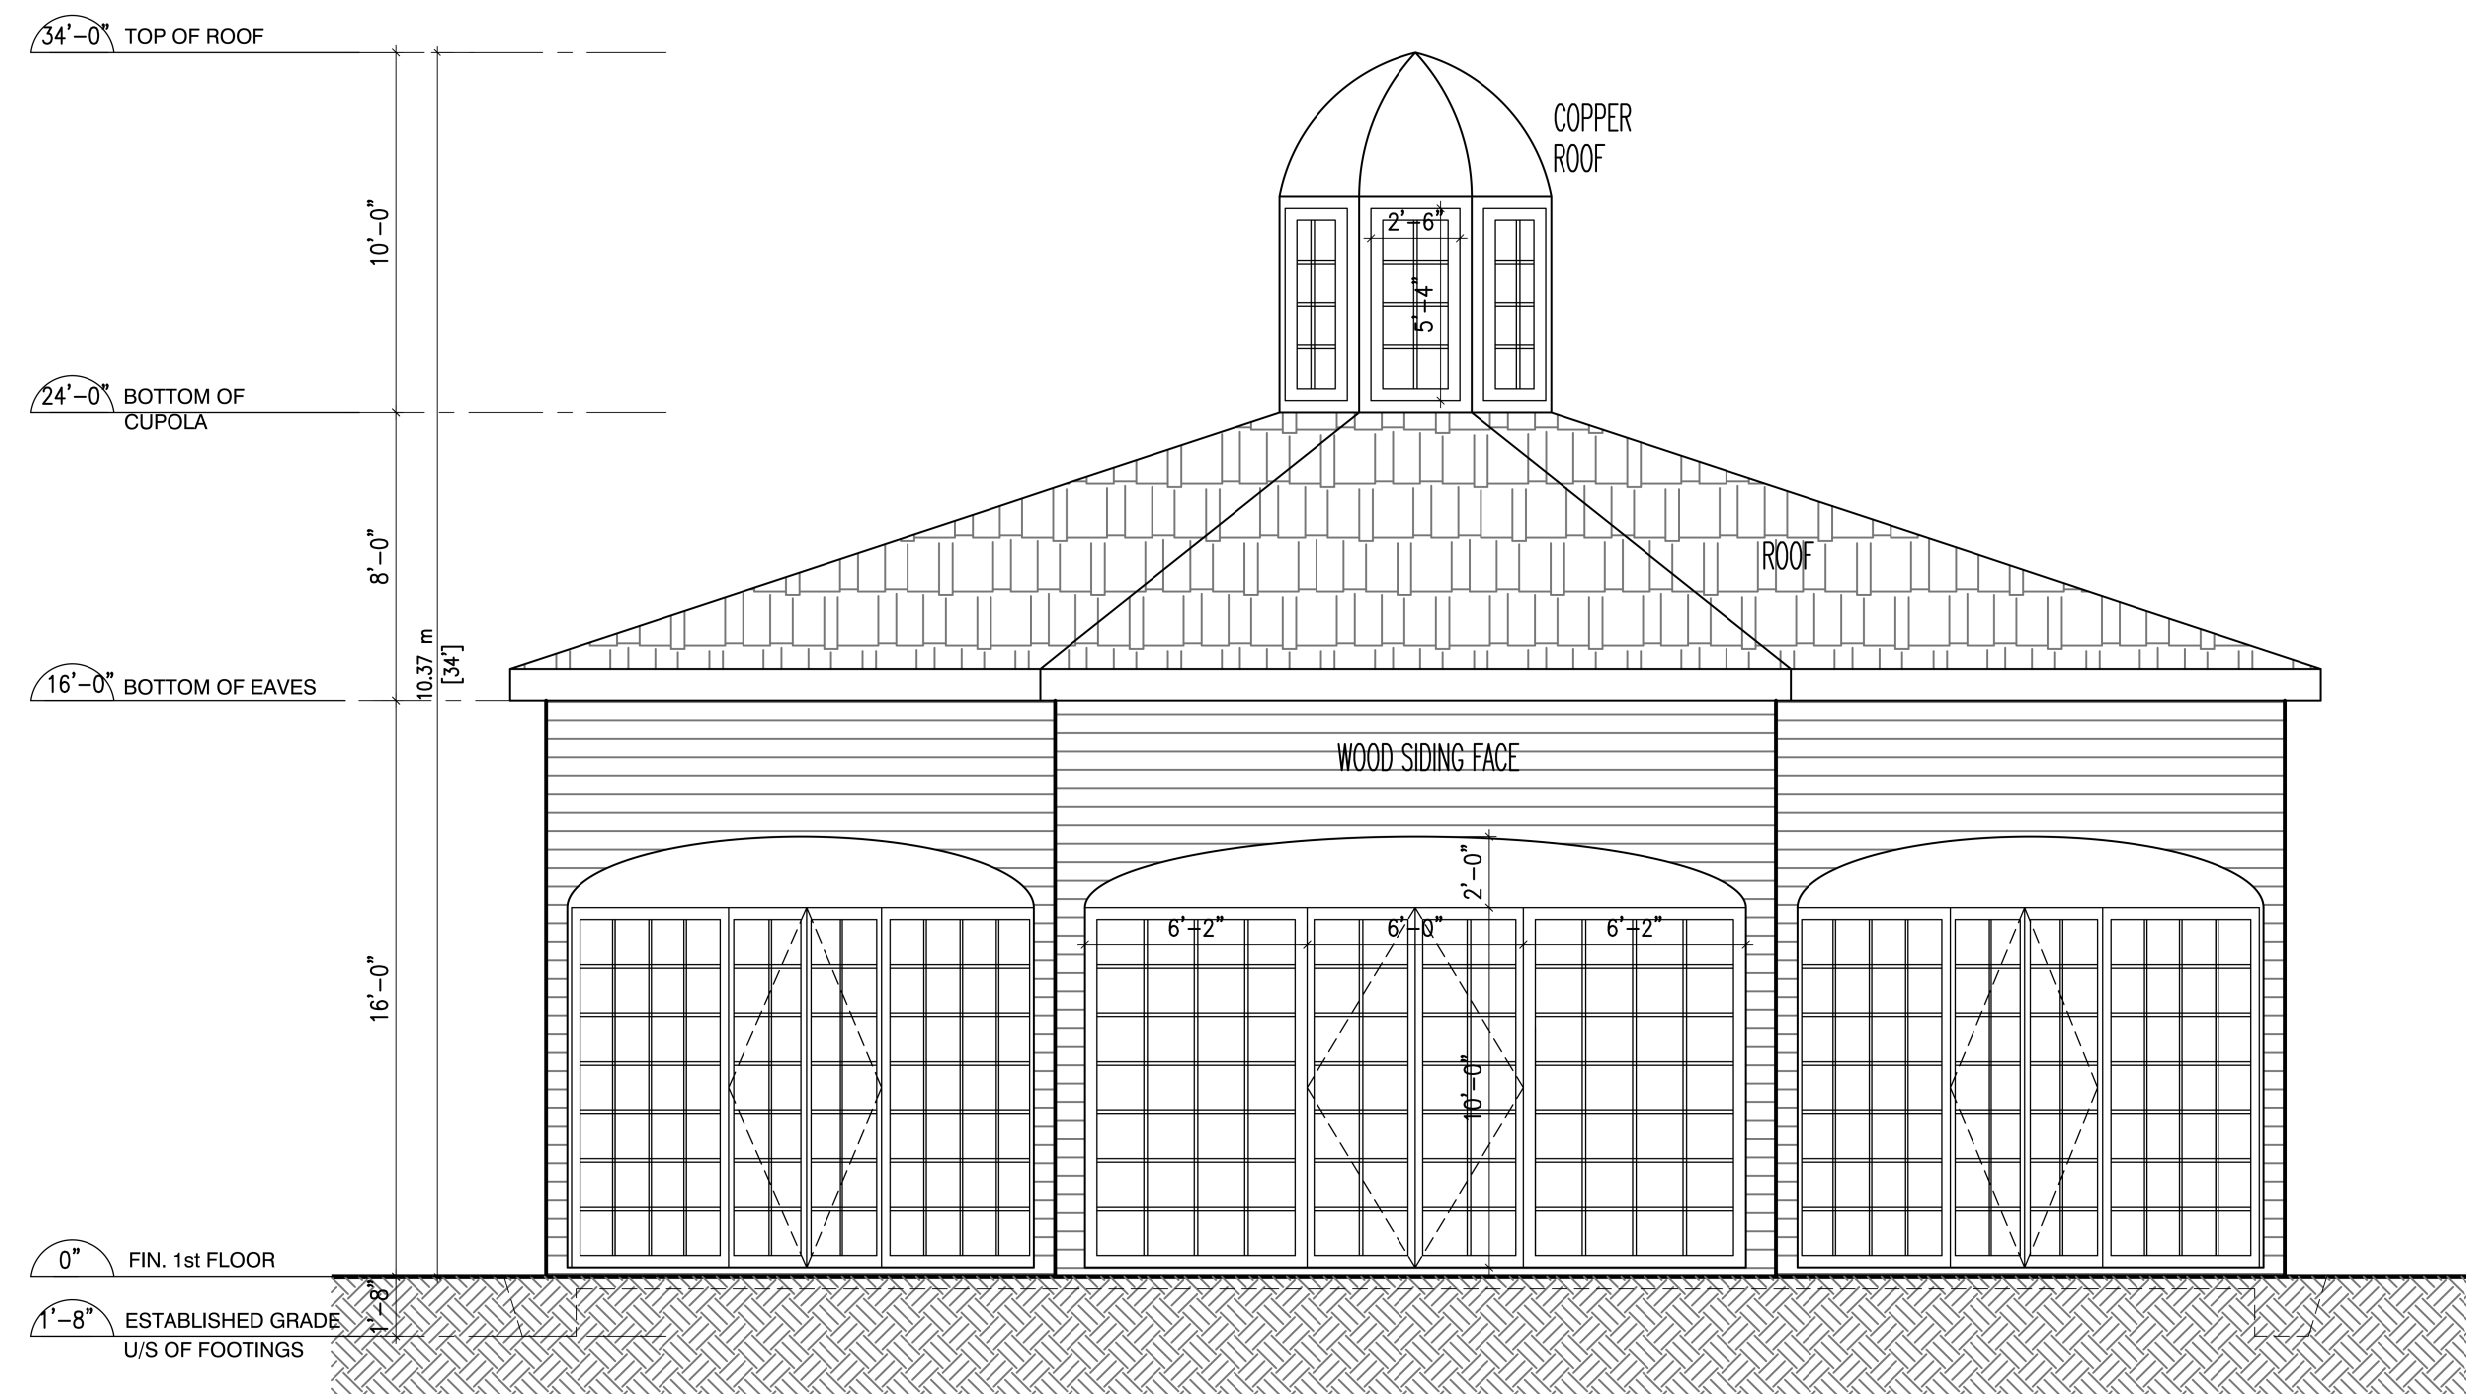 34'-0" TOP OF ROOF
COPPER
ROOF
10'-0"
2'-6"
5'-4"
24'-0" BOTTOM OF
CUPOLA
8'-0"
ROOF
10.37 m
[34']
16'-0" BOTTOM OF EAVES
WOOD SIDING FACE
2'-0"
6'-2" 6'-0" 6'-2"
16'-0"
10'-0"
0" FIN. 1st FLOOR
1'-8"
1'-8" ESTABLISHED GRADE
U/S OF FOOTINGS